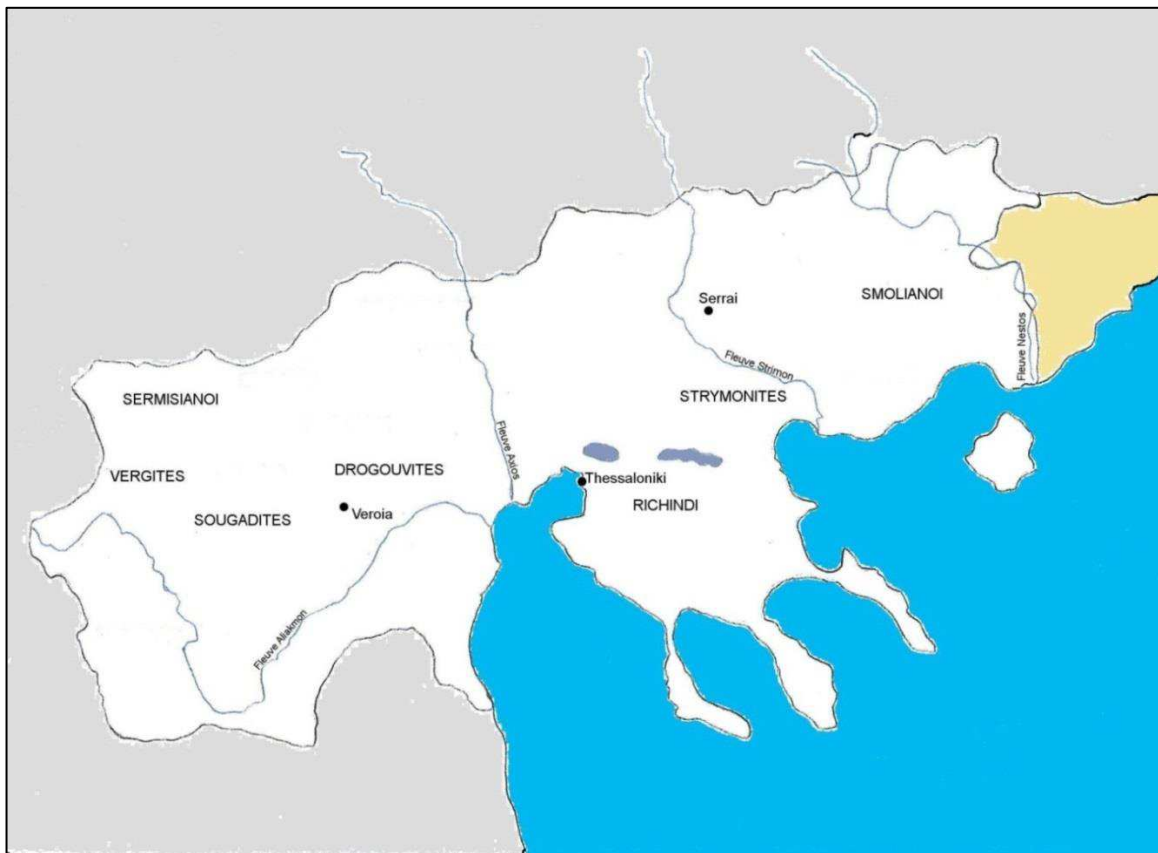 SMOLIANOI
Serrai
Fleuve Nestos
Fleuve Strimon
STRYMONITES
SERMISIANOI
Fleuve Axios
VERGITES
DROGOUVITES
Thessaloniki
RICHINDI
SOUGADITES
Veroia
Fleuve Aliakmon